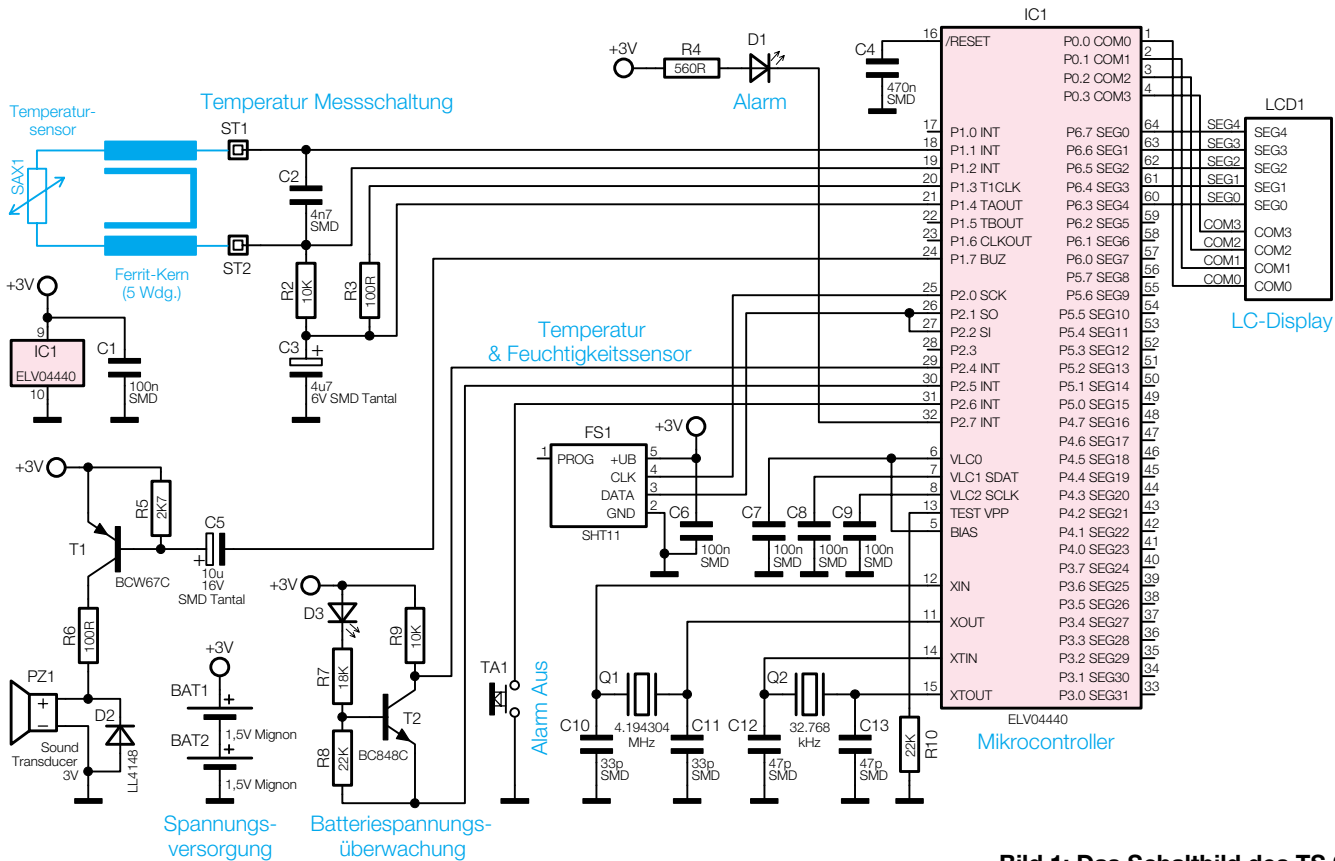 IC1
16 /RESET P0.0 COM0 1
P0.1 COM1 2
P0.2 COM2 3
P0.3 COM3 4
17 P1.0 INT P6.7 SEG0 64
18 P1.1 INT P6.6 SEG1 63
19 P1.2 INT P6.5 SEG2 62
20 P1.3 T1CLK P6.4 SEG3 61
21 P1.4 TAOUT P6.3 SEG4 60
22 P1.5 TBOUT P6.2 SEG5 59
23 P1.6 CLKOUT P6.1 SEG6 58
24 P1.7 BUZ P6.0 SEG7 57
P5.7 SEG8 56
25 P2.0 SCK P5.6 SEG9 55
26 P2.1 SO P5.5 SEG10 54
27 P2.2 SI P5.4 SEG11 53
28 P2.3 P5.3 SEG12 52
29 P2.4 INT P5.2 SEG13 51
30 P2.5 INT P5.1 SEG14 50
31 P2.6 INT P5.0 SEG15 49
32 P2.7 INT P4.7 SEG16 48
P4.6 SEG17 47
6 VLC0 P4.5 SEG18 46
7 VLC1 SDAT P4.4 SEG19 45
8 VLC2 SCLK P4.3 SEG20 44
13 TEST VPP P4.2 SEG21 43
5 BIAS P4.1 SEG22 42
P4.0 SEG23 41
P3.7 SEG24 40
12 XIN P3.6 SEG25 39
P3.5 SEG26 38
11 XOUT P3.4 SEG27 37
P3.3 SEG28 36
14 XTIN P3.2 SEG29 35
P3.1 SEG30 34
15 XTOUT P3.0 SEG31 33
ELV04440
Mikrocontroller
LCD1
SEG4 SEG4
SEG3 SEG3
SEG2 SEG2
SEG1 SEG1
SEG0 SEG0
COM3 COM3
COM2 COM2
COM1 COM1
COM0 COM0
LC-Display
+3V
R4
560R
D1
Alarm
C4
470n
SMD
Temperatur Messschaltung
Temperatur-
sensor
SAX1
Ferrit-Kern
(5 Wdg.)
ST1
ST2
C2
4n7
SMD
R2
10K
R3
100R
C3
+
4u7
6V SMD Tantal
+3V
9
IC1
ELV04440
10
C1
100n
SMD
Temperatur
& Feuchtigkeitssensor
FS1
1 PROG +UB 5
CLK 4
DATA 3
GND 2
SHT11
+3V
C6
100n
SMD
C7
100n
SMD
C8
100n
SMD
C9
100n
SMD
+3V
R5
2K7
T1
BCW67C
C5
+
10u
16V
SMD Tantal
R6
100R
PZ1
+
–
Sound
Transducer
3V
D2
LL4148
+3V
BAT1
+
1,5V Mignon
BAT2
+
1,5V Mignon
Spannungs-
versorgung
+3V
D3
R7
18K
R8
22K
R9
10K
T2
BC848C
Batteriespannungs-
überwachung
TA1
Alarm Aus
Q1
4.194304
MHz
C10
33p
SMD
C11
33p
SMD
Q2
32.768
kHz
C12
47p
SMD
C13
47p
SMD
R10
22K